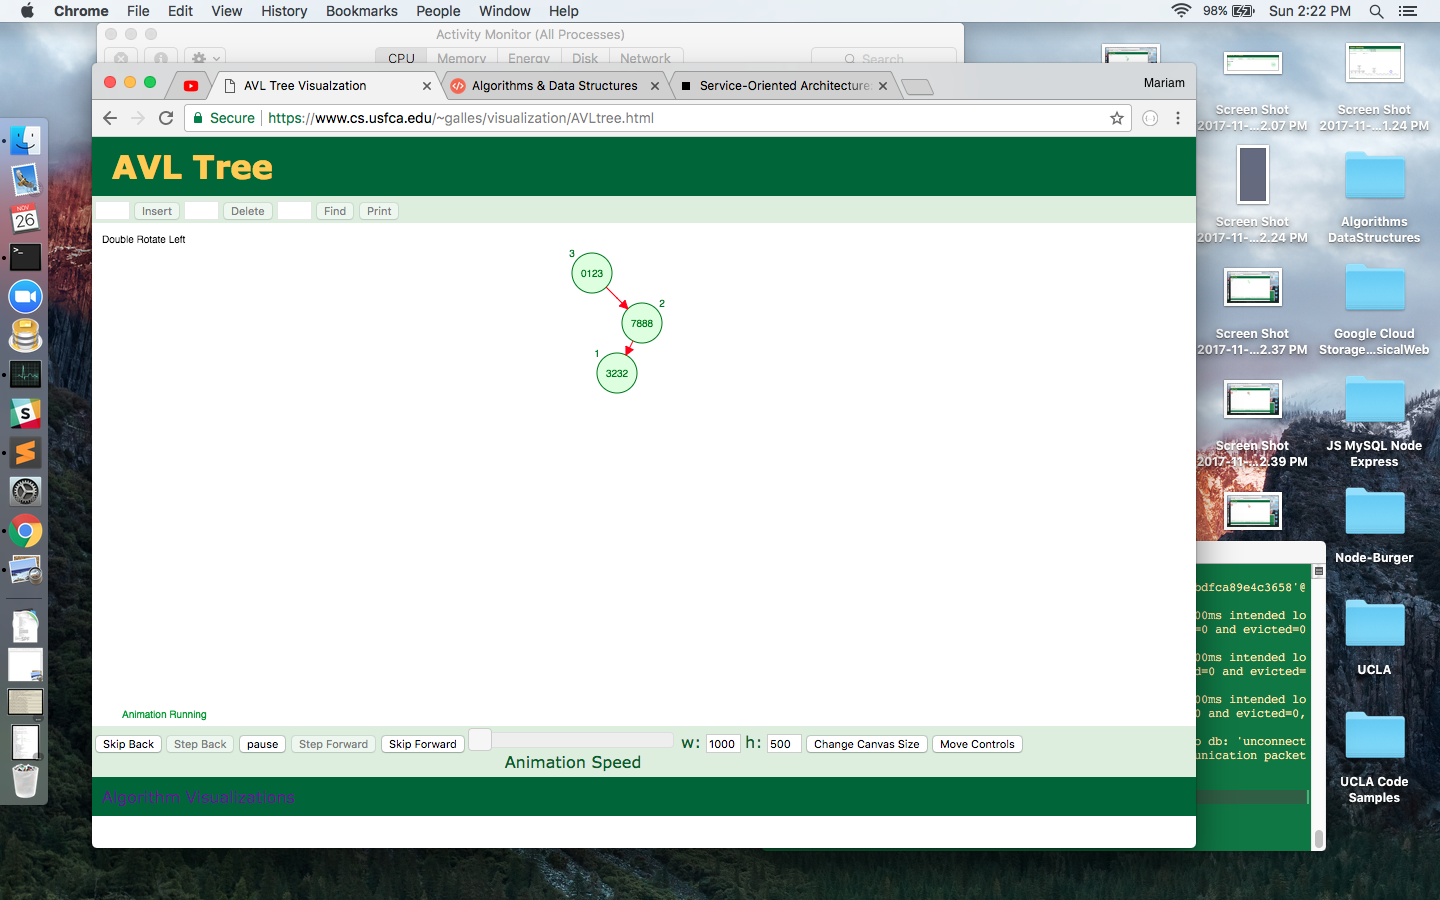 Chrome File Edit View History Bookmarks People Window Help 98% Sun 2:22 PM
Activity Monitor (All Processes)
CPU Memory Energy Disk Network Search
AVL Tree Visualzation Algorithms & Data Structures Service-Oriented Architecture: Mariam
Secure https://www.cs.usfca.edu/~galles/visualization/AVLtree.html
AVL Tree
Insert Delete Find Print
Double Rotate Left
3
0123
2
7888
1
3232
Animation Running
Skip Back Step Back pause Step Forward Skip Forward w: 1000 h: 500 Change Canvas Size Move Controls
Animation Speed
Algorithm Visualizations
NOV
26
Screen Shot
2017-11-...2.07 PM
Screen Shot
2017-11-...1.24 PM
Screen Shot
2017-11-...2.24 PM
Algorithms
DataStructures
Screen Shot
2017-11-...2.37 PM
Google Cloud
Storage...sicalWeb
Screen Shot
2017-11-...2.39 PM
JS MySQL Node
Express
Node-Burger
UCLA
UCLA Code
Samples
odfca89e4c3658'@
00ms intended lo
=0 and evicted=0
00ms intended lo
d=0 and evicted=
00ms intended lo
0 and evicted=0,
o db: 'unconnect
unication packet